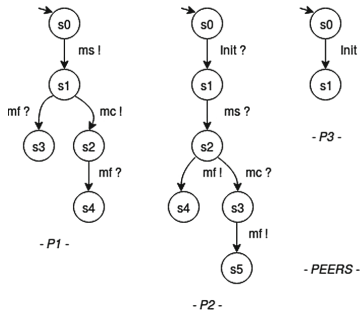 s0
ms !
s1
mf ?
mc !
s3
s2
mf ?
s4
- P1 -
s0
Init ?
s1
ms ?
s2
mf !
mc ?
s4
s3
mf !
s5
- P2 -
s0
Init
s1
- P3 -
- PEERS -